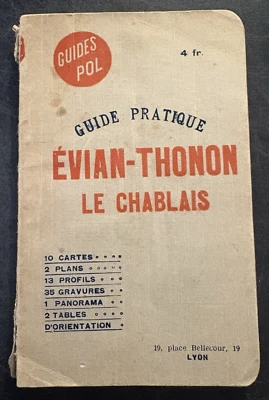 GUIDES
POL
4 fr.
GUIDE PRATIQUE
ÉVIAN-THONON
LE CHABLAIS
10 CARTES
2 PLANS
13 PROFILS
35 GRAVURES
1 PANORAMA
2 TABLES
D'ORIENTATION
19, place Bellecour, 19
LYON